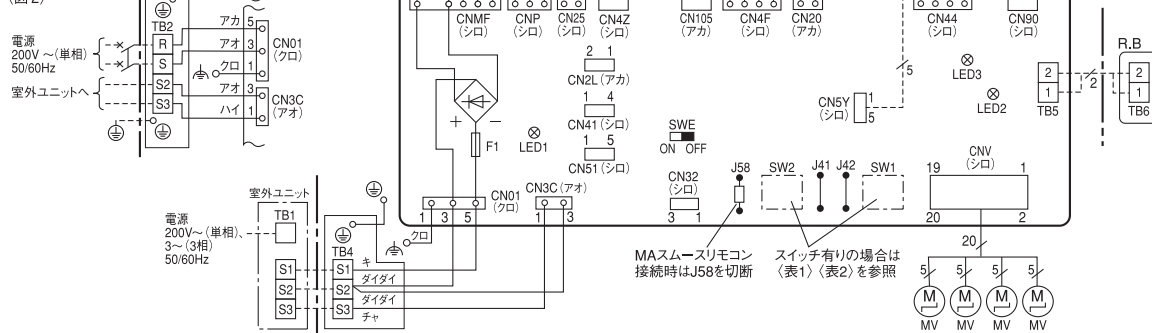 (図2)
TB2
R
S
S2
S3
電源
200V ～(単相)
50/60Hz
室外ユニットへ
アカ 5
アオ 3
クロ 1
CN01
(クロ)
アオ 3
ハイ 1
CN3C
(アオ)
CNMF
(シロ)
CNP
(シロ)
CN25
(シロ)
CN4Z
(シロ)
CN105
(アカ)
CN4F
(シロ)
CN20
(アカ)
CN44
(シロ)
CN90
(シロ)
2 1
CN2L(アカ)
1 4
CN41(シロ)
1 5
CN51(シロ)
+ −
F1
LED1
SWE
ON OFF
5
CN5Y
(シロ)
1
5
LED3
LED2
2
1
TB5
2
R.B
2
1
TB6
CN32
(シロ)
3 1
J58
SW2
J41
J42
SW1
CNV
(シロ)
19 1
20 2
CN01
(クロ)
1 3 5
CN3C(アオ)
1 3
室外ユニット
TB1
電源
200V～(単相)、
3～(3相)
50/60Hz
S1
S2
S3
TB4
S1
S2
S3
クロ
キ
ダイダイ
ダイダイ
チャ
MAスムースリモコン
接続時はJ58を切断
スイッチ有りの場合は
〈表1〉〈表2〉を参照
20
5 5 5 5
M M M M
MV MV MV MV